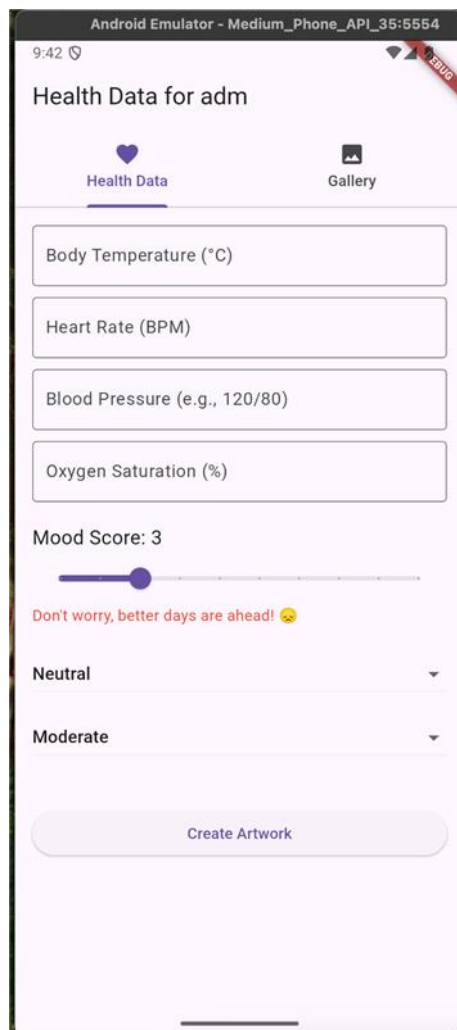 Android Emulator - Medium_Phone_API_35:5554
9:42
DEBUG
Health Data for adm
Health Data
Gallery
Body Temperature (°C)
Heart Rate (BPM)
Blood Pressure (e.g., 120/80)
Oxygen Saturation (%)
Mood Score: 3
Don't worry, better days are ahead! 😞
Neutral
Moderate
Create Artwork